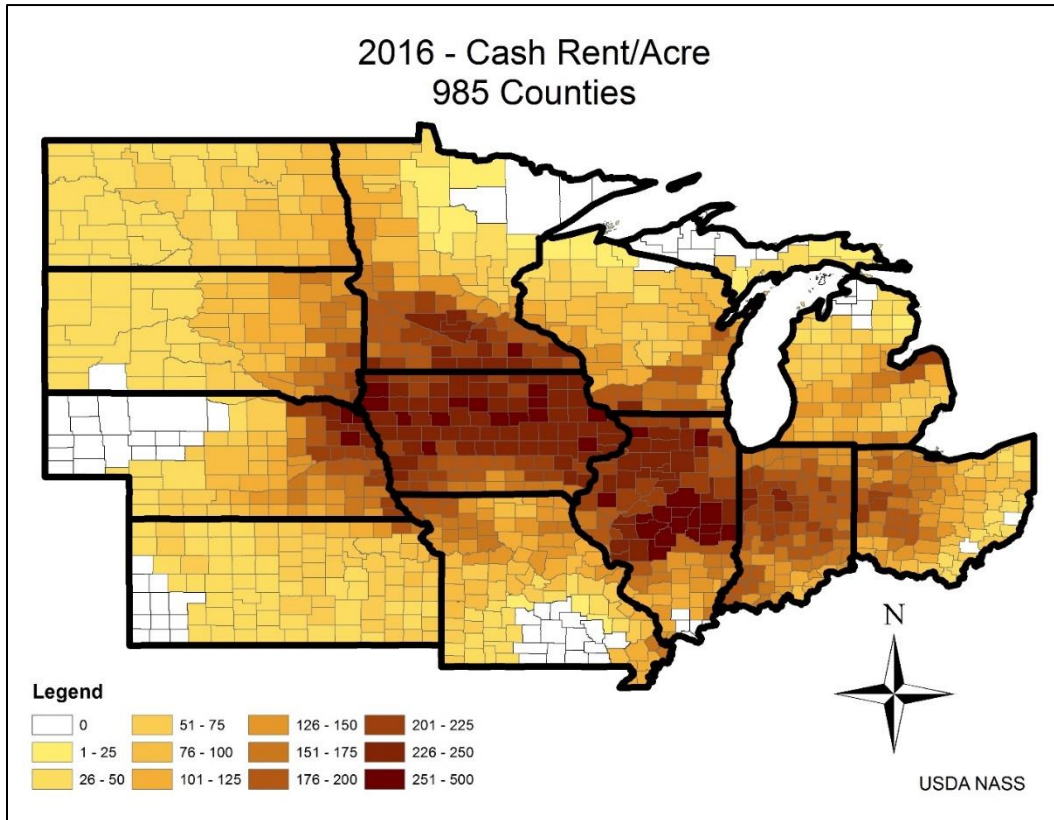 2016 - Cash Rent/Acre
985 Counties
N
Legend
0
1 - 25
26 - 50
51 - 75
76 - 100
101 - 125
126 - 150
151 - 175
176 - 200
201 - 225
226 - 250
251 - 500
USDA NASS